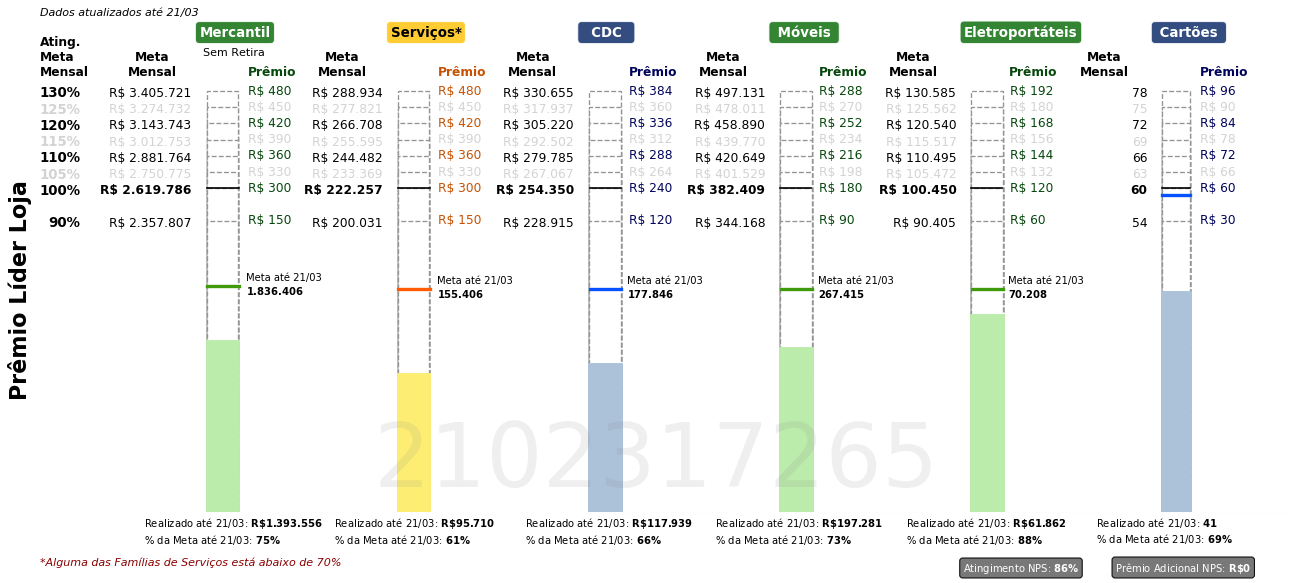 Dados atualizados até 21/03
Mercantil Serviços* CDC Móveis Eletroportáteis Cartões
Sem Retira
Ating. Meta Mensal Meta Mensal Prêmio Meta Mensal Prêmio Meta Mensal Prêmio Meta Mensal Prêmio Meta Mensal Prêmio Meta Mensal Prêmio
130% R$ 3.405.721 R$ 480 R$ 288.934 R$ 480 R$ 330.655 R$ 384 R$ 497.131 R$ 288 R$ 130.585 R$ 192 78 R$ 96
125% R$ 3.274.732 R$ 450 R$ 277.821 R$ 450 R$ 317.937 R$ 360 R$ 478.011 R$ 270 R$ 125.562 R$ 180 75 R$ 90
120% R$ 3.143.743 R$ 420 R$ 266.708 R$ 420 R$ 305.220 R$ 336 R$ 458.890 R$ 252 R$ 120.540 R$ 168 72 R$ 84
115% R$ 3.012.753 R$ 390 R$ 255.595 R$ 390 R$ 292.502 R$ 312 R$ 439.770 R$ 234 R$ 115.517 R$ 156 69 R$ 78
110% R$ 2.881.764 R$ 360 R$ 244.482 R$ 360 R$ 279.785 R$ 288 R$ 420.649 R$ 216 R$ 110.495 R$ 144 66 R$ 72
105% R$ 2.750.775 R$ 330 R$ 233.369 R$ 330 R$ 267.067 R$ 264 R$ 401.529 R$ 198 R$ 105.472 R$ 132 63 R$ 66
100% R$ 2.619.786 R$ 300 R$ 222.257 R$ 300 R$ 254.350 R$ 240 R$ 382.409 R$ 180 R$ 100.450 R$ 120 60 R$ 60
90% R$ 2.357.807 R$ 150 R$ 200.031 R$ 150 R$ 228.915 R$ 120 R$ 344.168 R$ 90 R$ 90.405 R$ 60 54 R$ 30
Prêmio Líder Loja
Meta até 21/03 Meta até 21/03 Meta até 21/03 Meta até 21/03 Meta até 21/03
1.836.406 155.406 177.846 267.415 70.208
2102317265
Realizado até 21/03: R$1.393.556 Realizado até 21/03: R$95.710 Realizado até 21/03: R$117.939 Realizado até 21/03: R$197.281 Realizado até 21/03: R$61.862 Realizado até 21/03: 41
% da Meta até 21/03: 75% % da Meta até 21/03: 61% % da Meta até 21/03: 66% % da Meta até 21/03: 73% % da Meta até 21/03: 88% % da Meta até 21/03: 69%
*Alguma das Famílias de Serviços está abaixo de 70%
Atingimento NPS: 86% Prêmio Adicional NPS: R$0